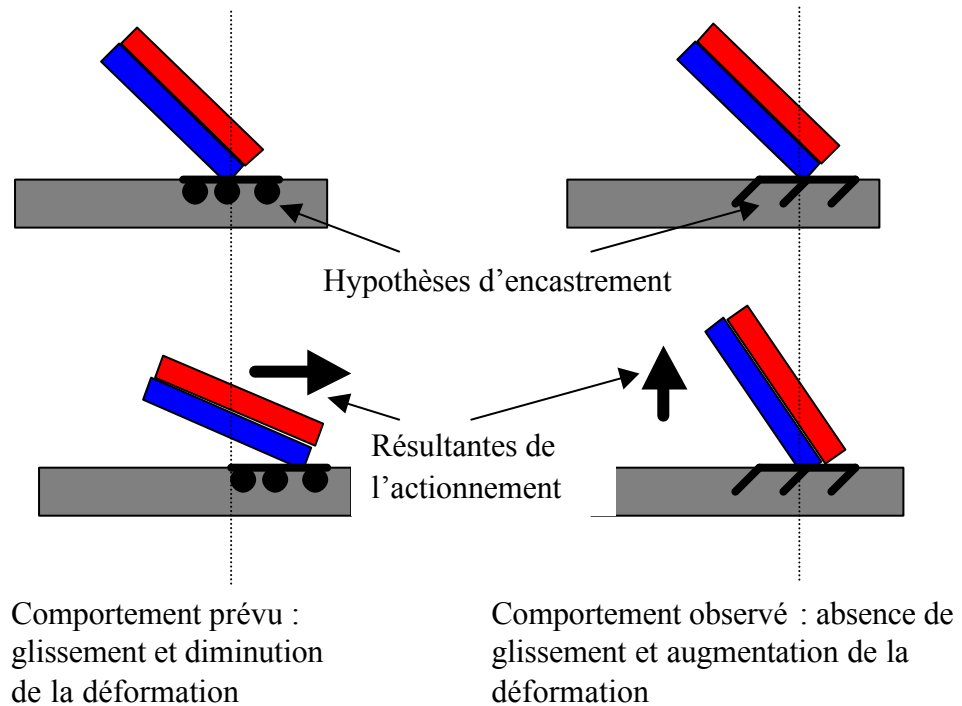 Hypothèses d’encastrement
Résultantes de
l’actionnement
Comportement prévu :
glissement et diminution
de la déformation
Comportement observé : absence de
glissement et augmentation de la
déformation